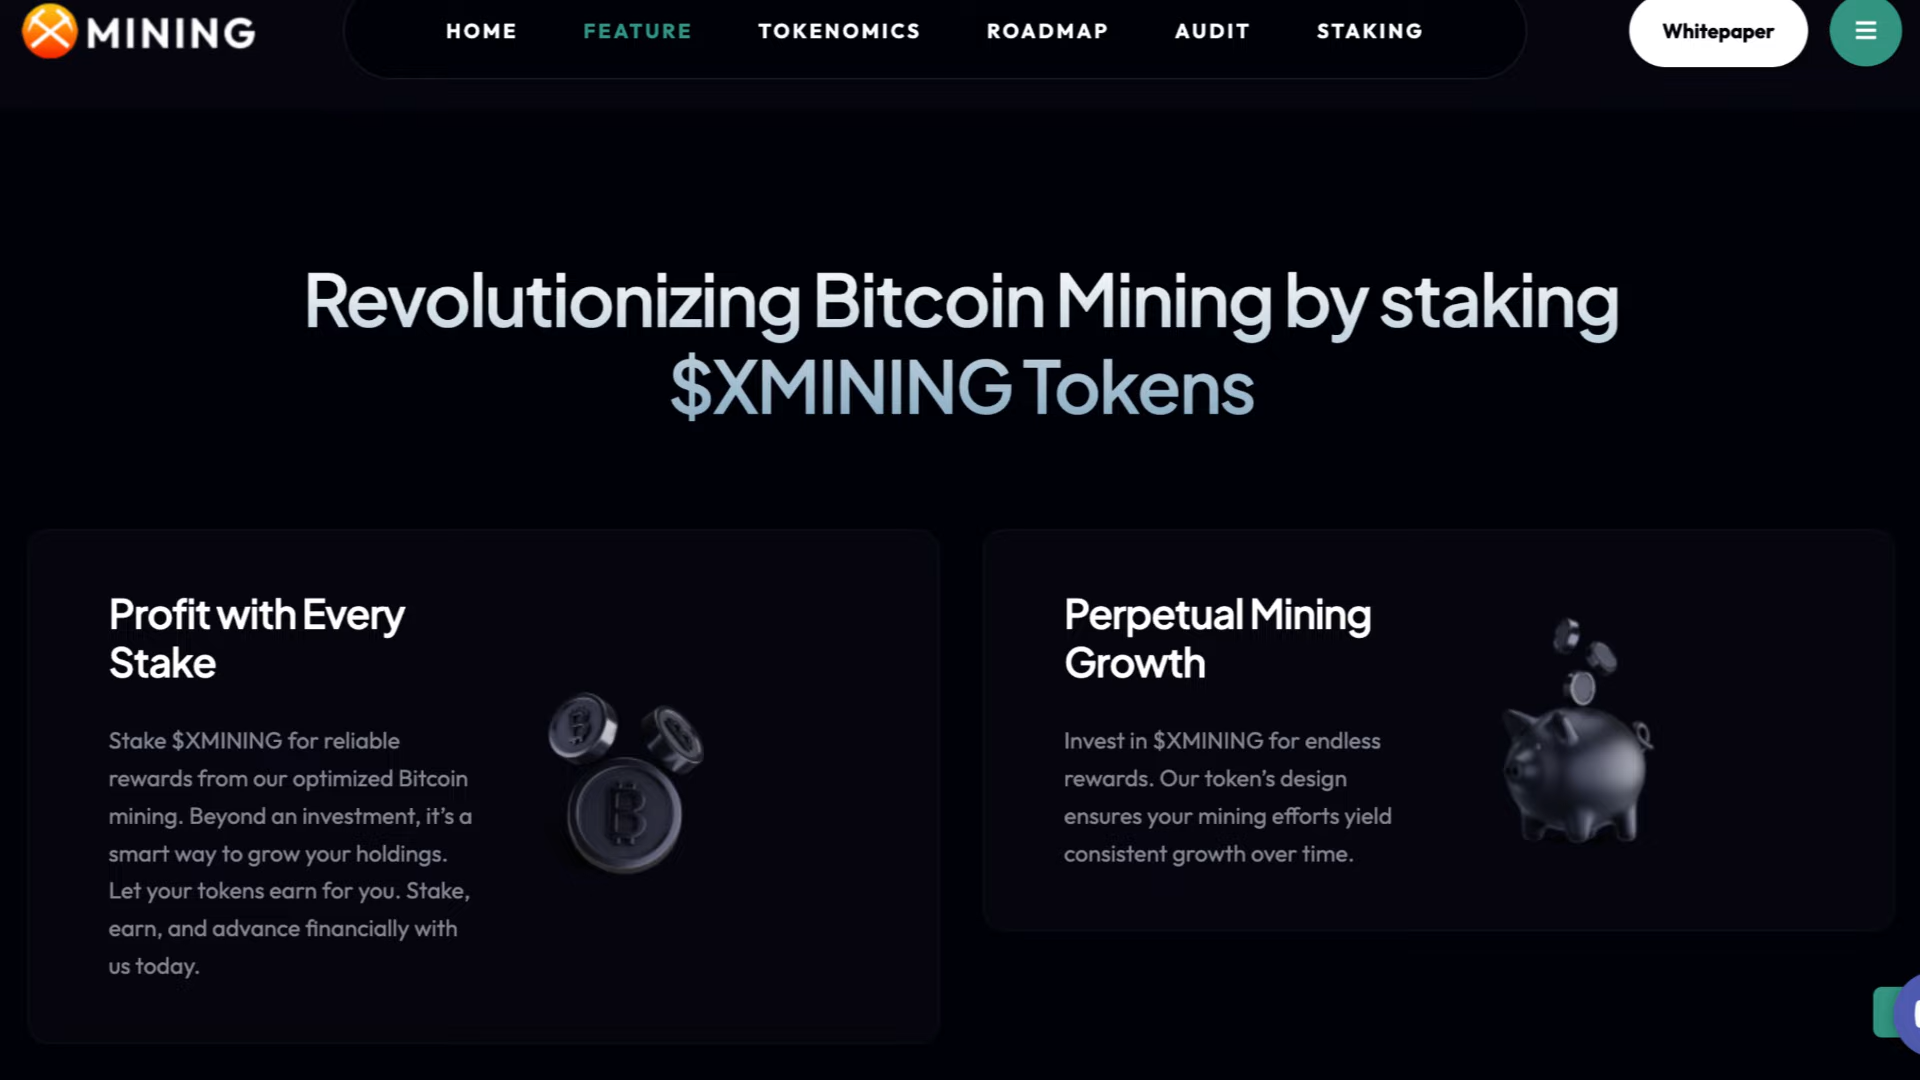 MINING
HOME
FEATURE
TOKENOMICS
ROADMAP
AUDIT
STAKING
Whitepaper
Revolutionizing Bitcoin Mining by staking
$XMINING Tokens
Profit with Every
Stake
Stake $XMINING for reliable
rewards from our optimized Bitcoin
mining. Beyond an investment, it’s a
smart way to grow your holdings.
Let your tokens earn for you. Stake,
earn, and advance financially with
us today.
Perpetual Mining
Growth
Invest in $XMINING for endless
rewards. Our token’s design
ensures your mining efforts yield
consistent growth over time.